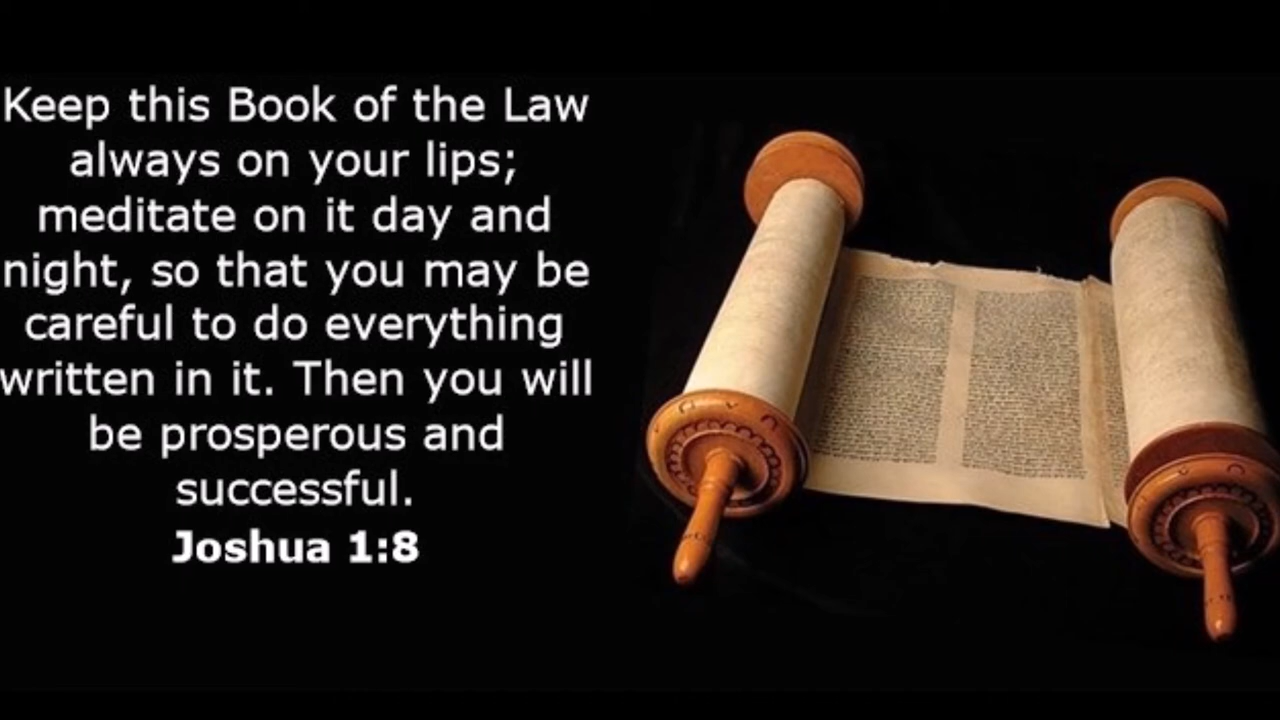 Keep this Book of the Law
always on your lips;
meditate on it day and
night, so that you may be
careful to do everything
written in it. Then you will
be prosperous and
successful.
Joshua 1:8